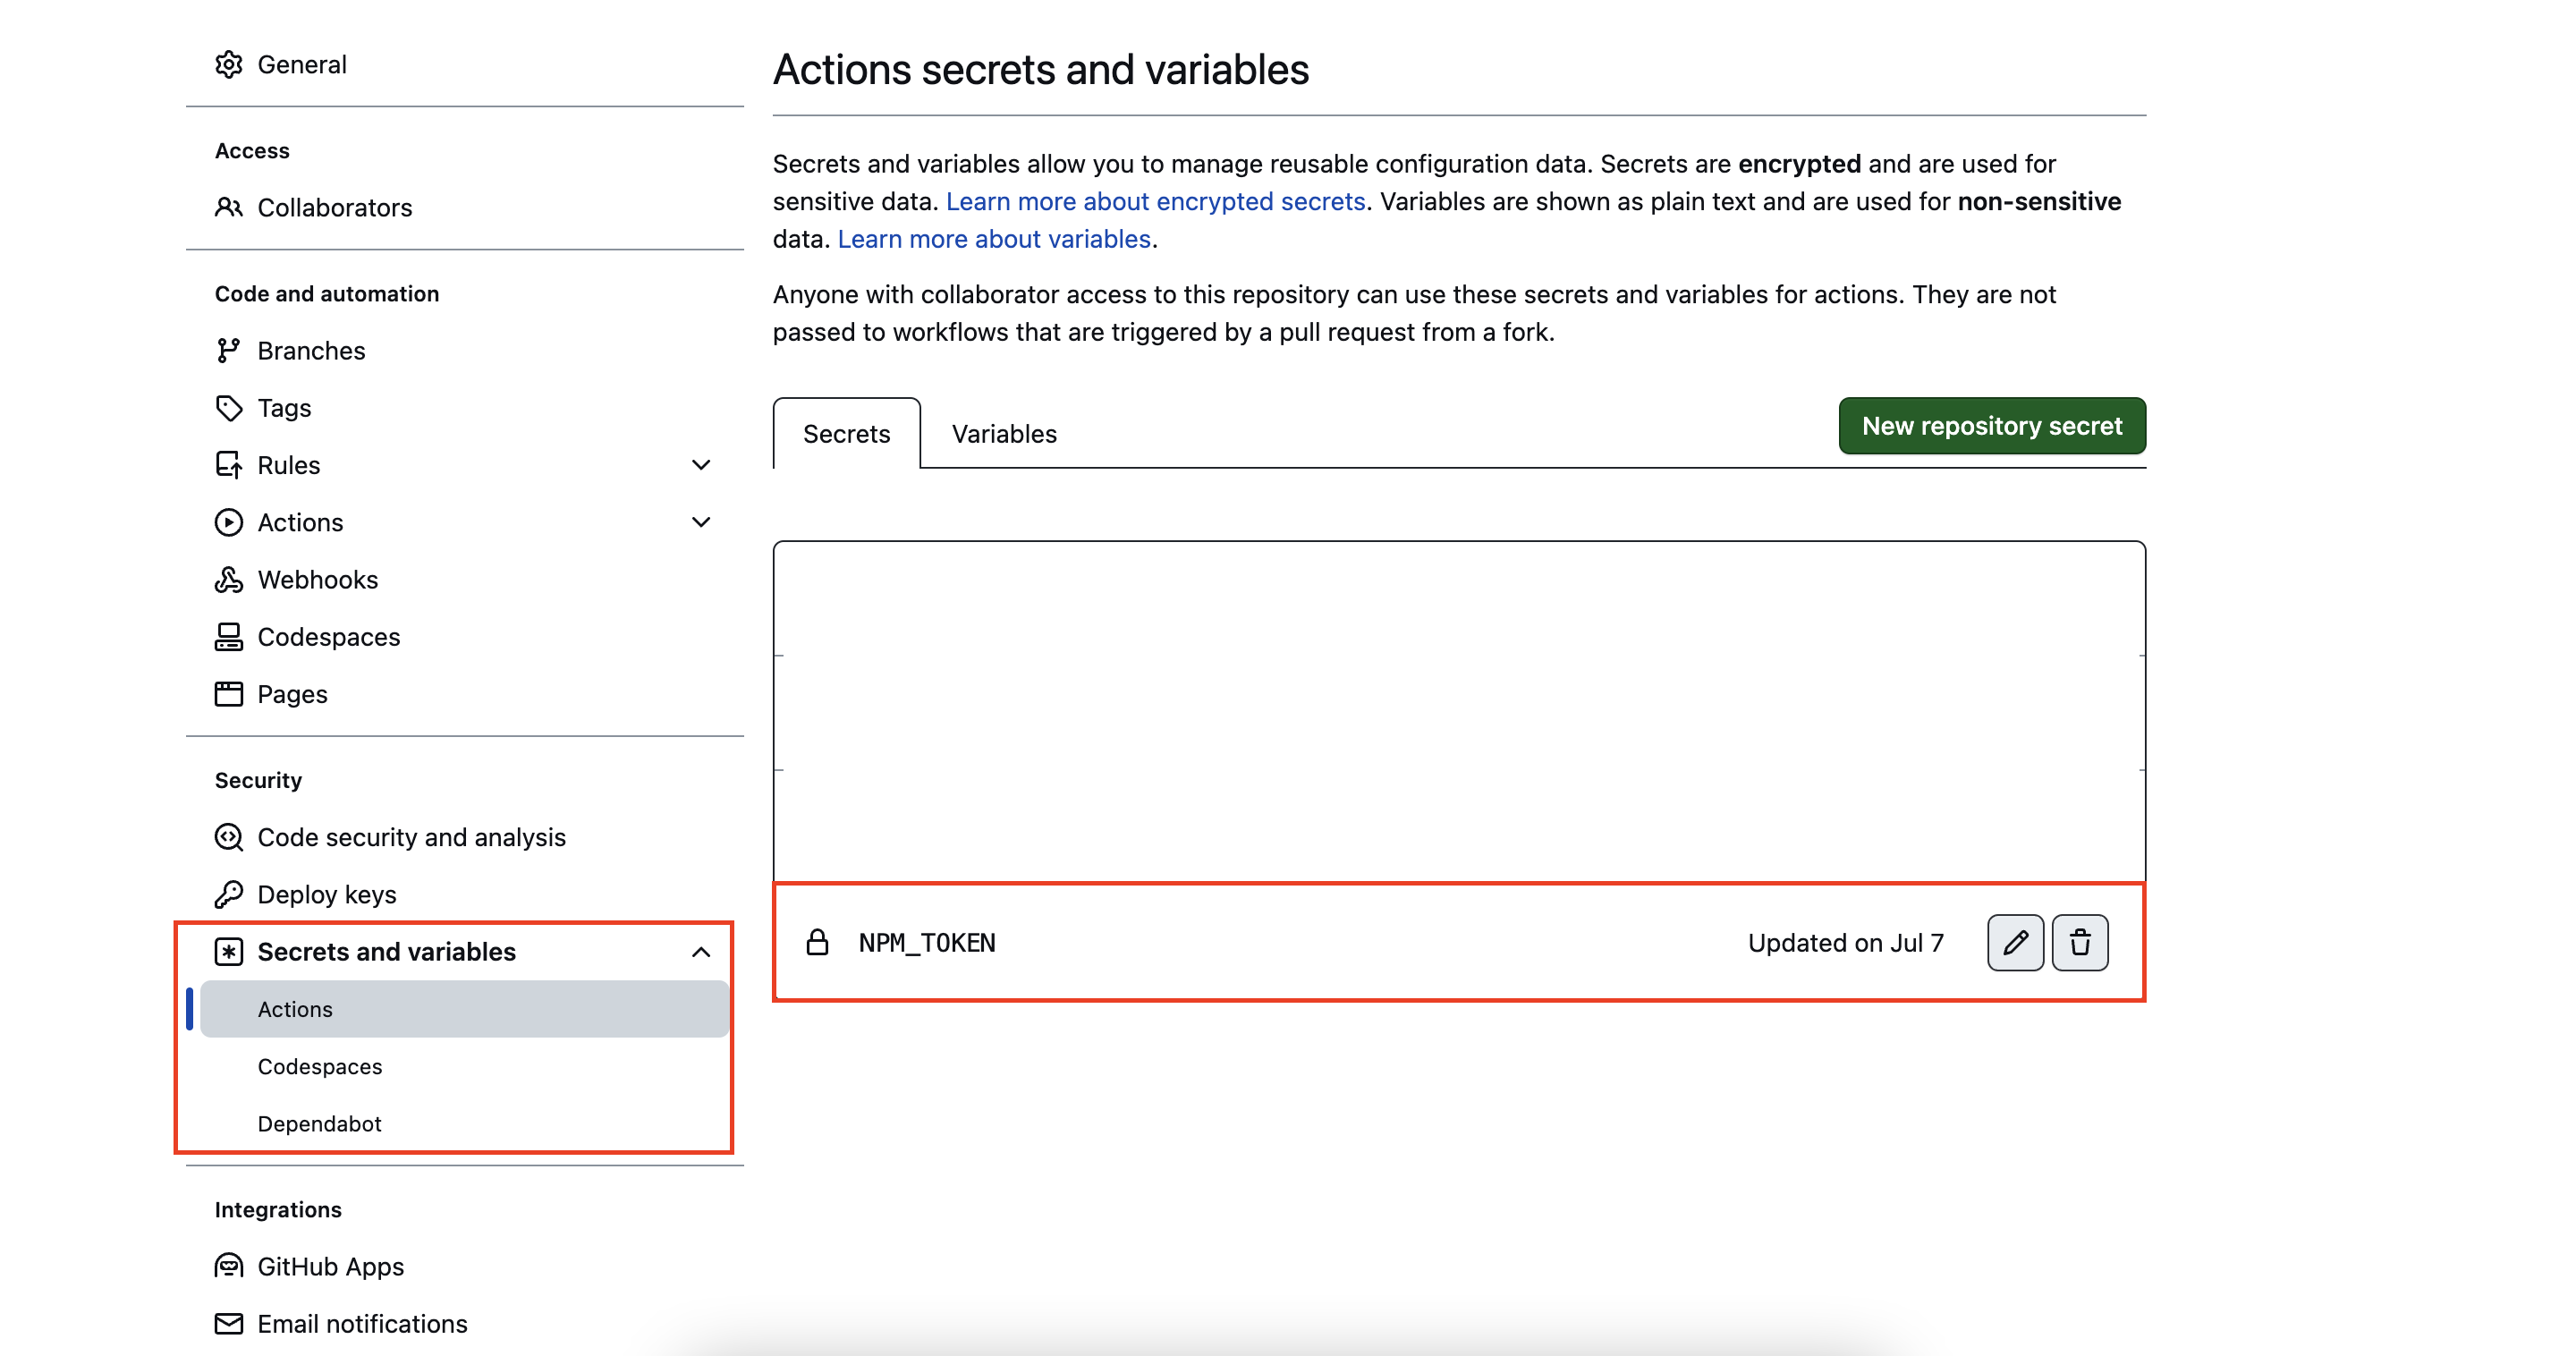 General
Access
Collaborators
Code and automation
Branches
Tags
Rules
Actions
Webhooks
Codespaces
Pages
Security
Code security and analysis
Deploy keys
Secrets and variables
Actions
Codespaces
Dependabot
Integrations
GitHub Apps
Email notifications
Actions secrets and variables
Secrets and variables allow you to manage reusable configuration data. Secrets are encrypted and are used for
sensitive data. Learn more about encrypted secrets. Variables are shown as plain text and are used for non-sensitive
data. Learn more about variables.
Anyone with collaborator access to this repository can use these secrets and variables for actions. They are not
passed to workflows that are triggered by a pull request from a fork.
Secrets Variables New repository secret
NPM_TOKEN Updated on Jul 7